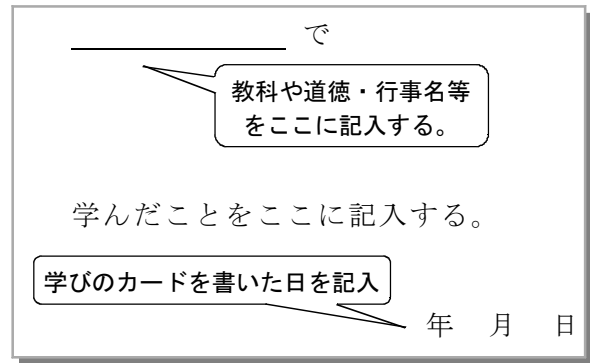 で
教科や道徳・行事名等
をここに記入する。
学んだことをここに記入する。
学びのカードを書いた日を記入
年 月 日